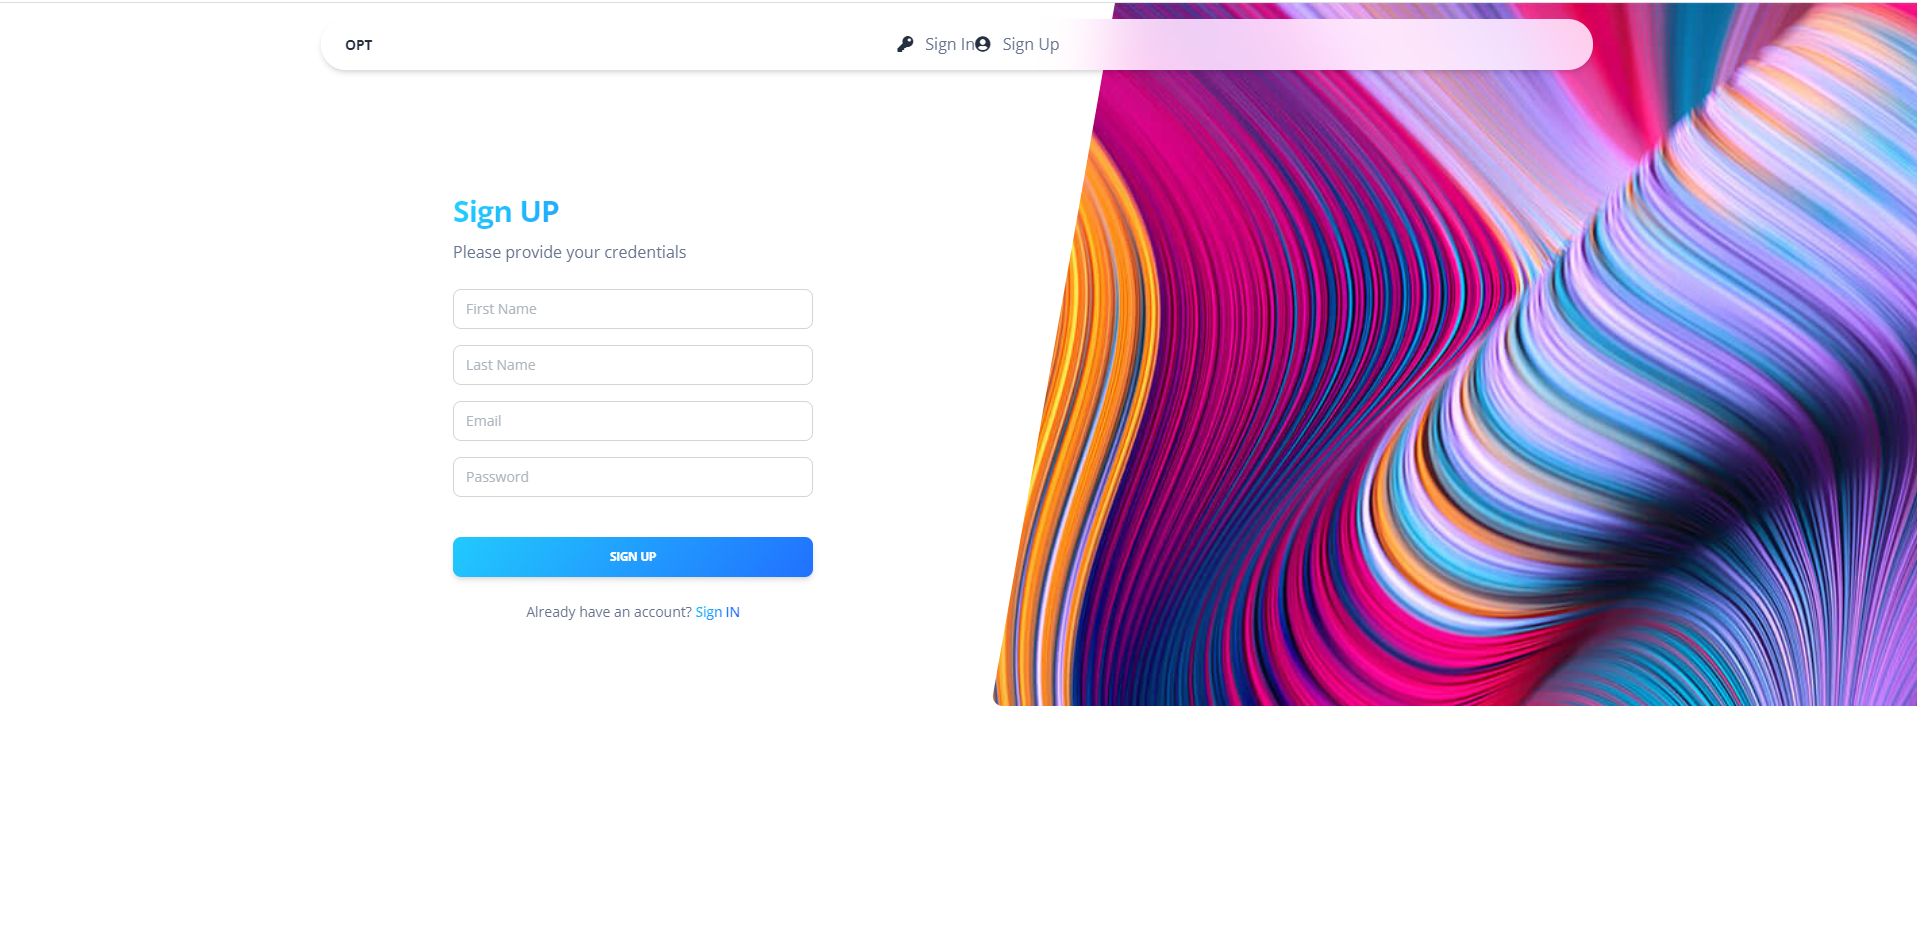 OPT
Sign In Sign Up
Sign UP
Please provide your credentials
First Name
Last Name
Email
Password
SIGN UP
Already have an account? Sign IN